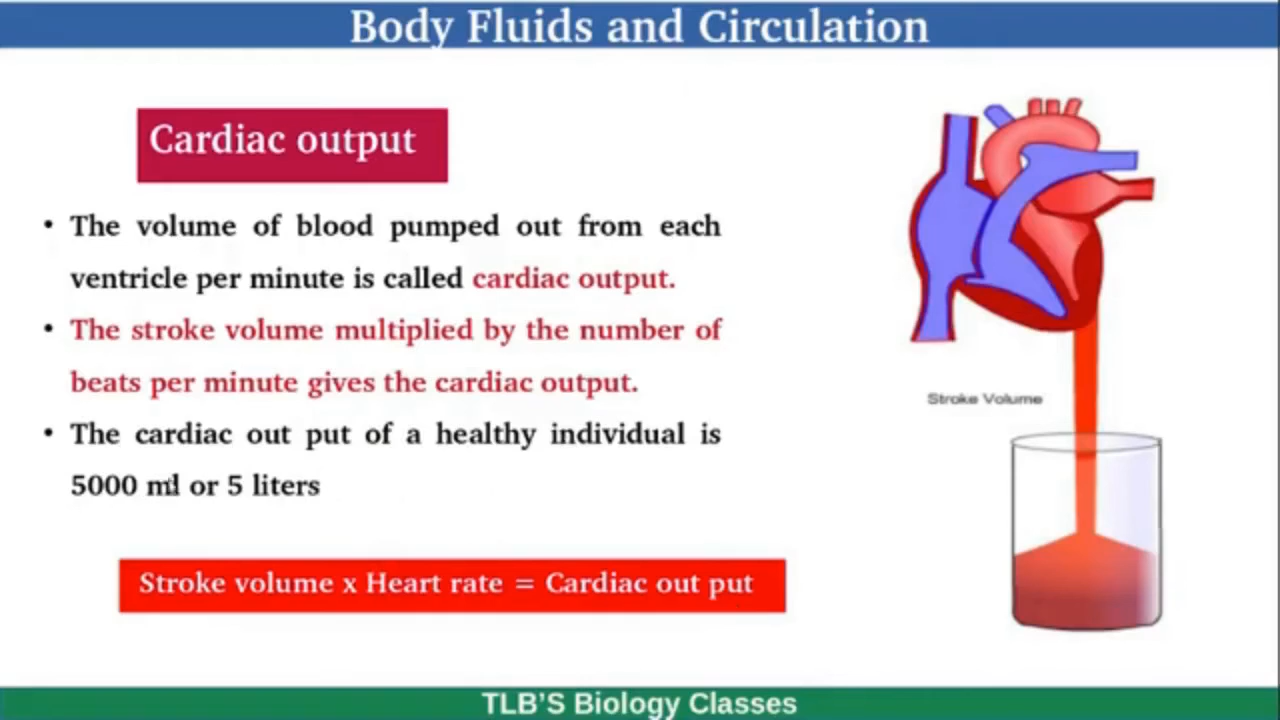 Body Fluids and Circulation
Cardiac output
• The volume of blood pumped out from each
ventricle per minute is called cardiac output.
• The stroke volume multiplied by the number of
beats per minute gives the cardiac output.
• The cardiac out put of a healthy individual is
5000 ml or 5 liters
Stroke volume x Heart rate = Cardiac out put
Stroke Volume
TLB'S Biology Classes